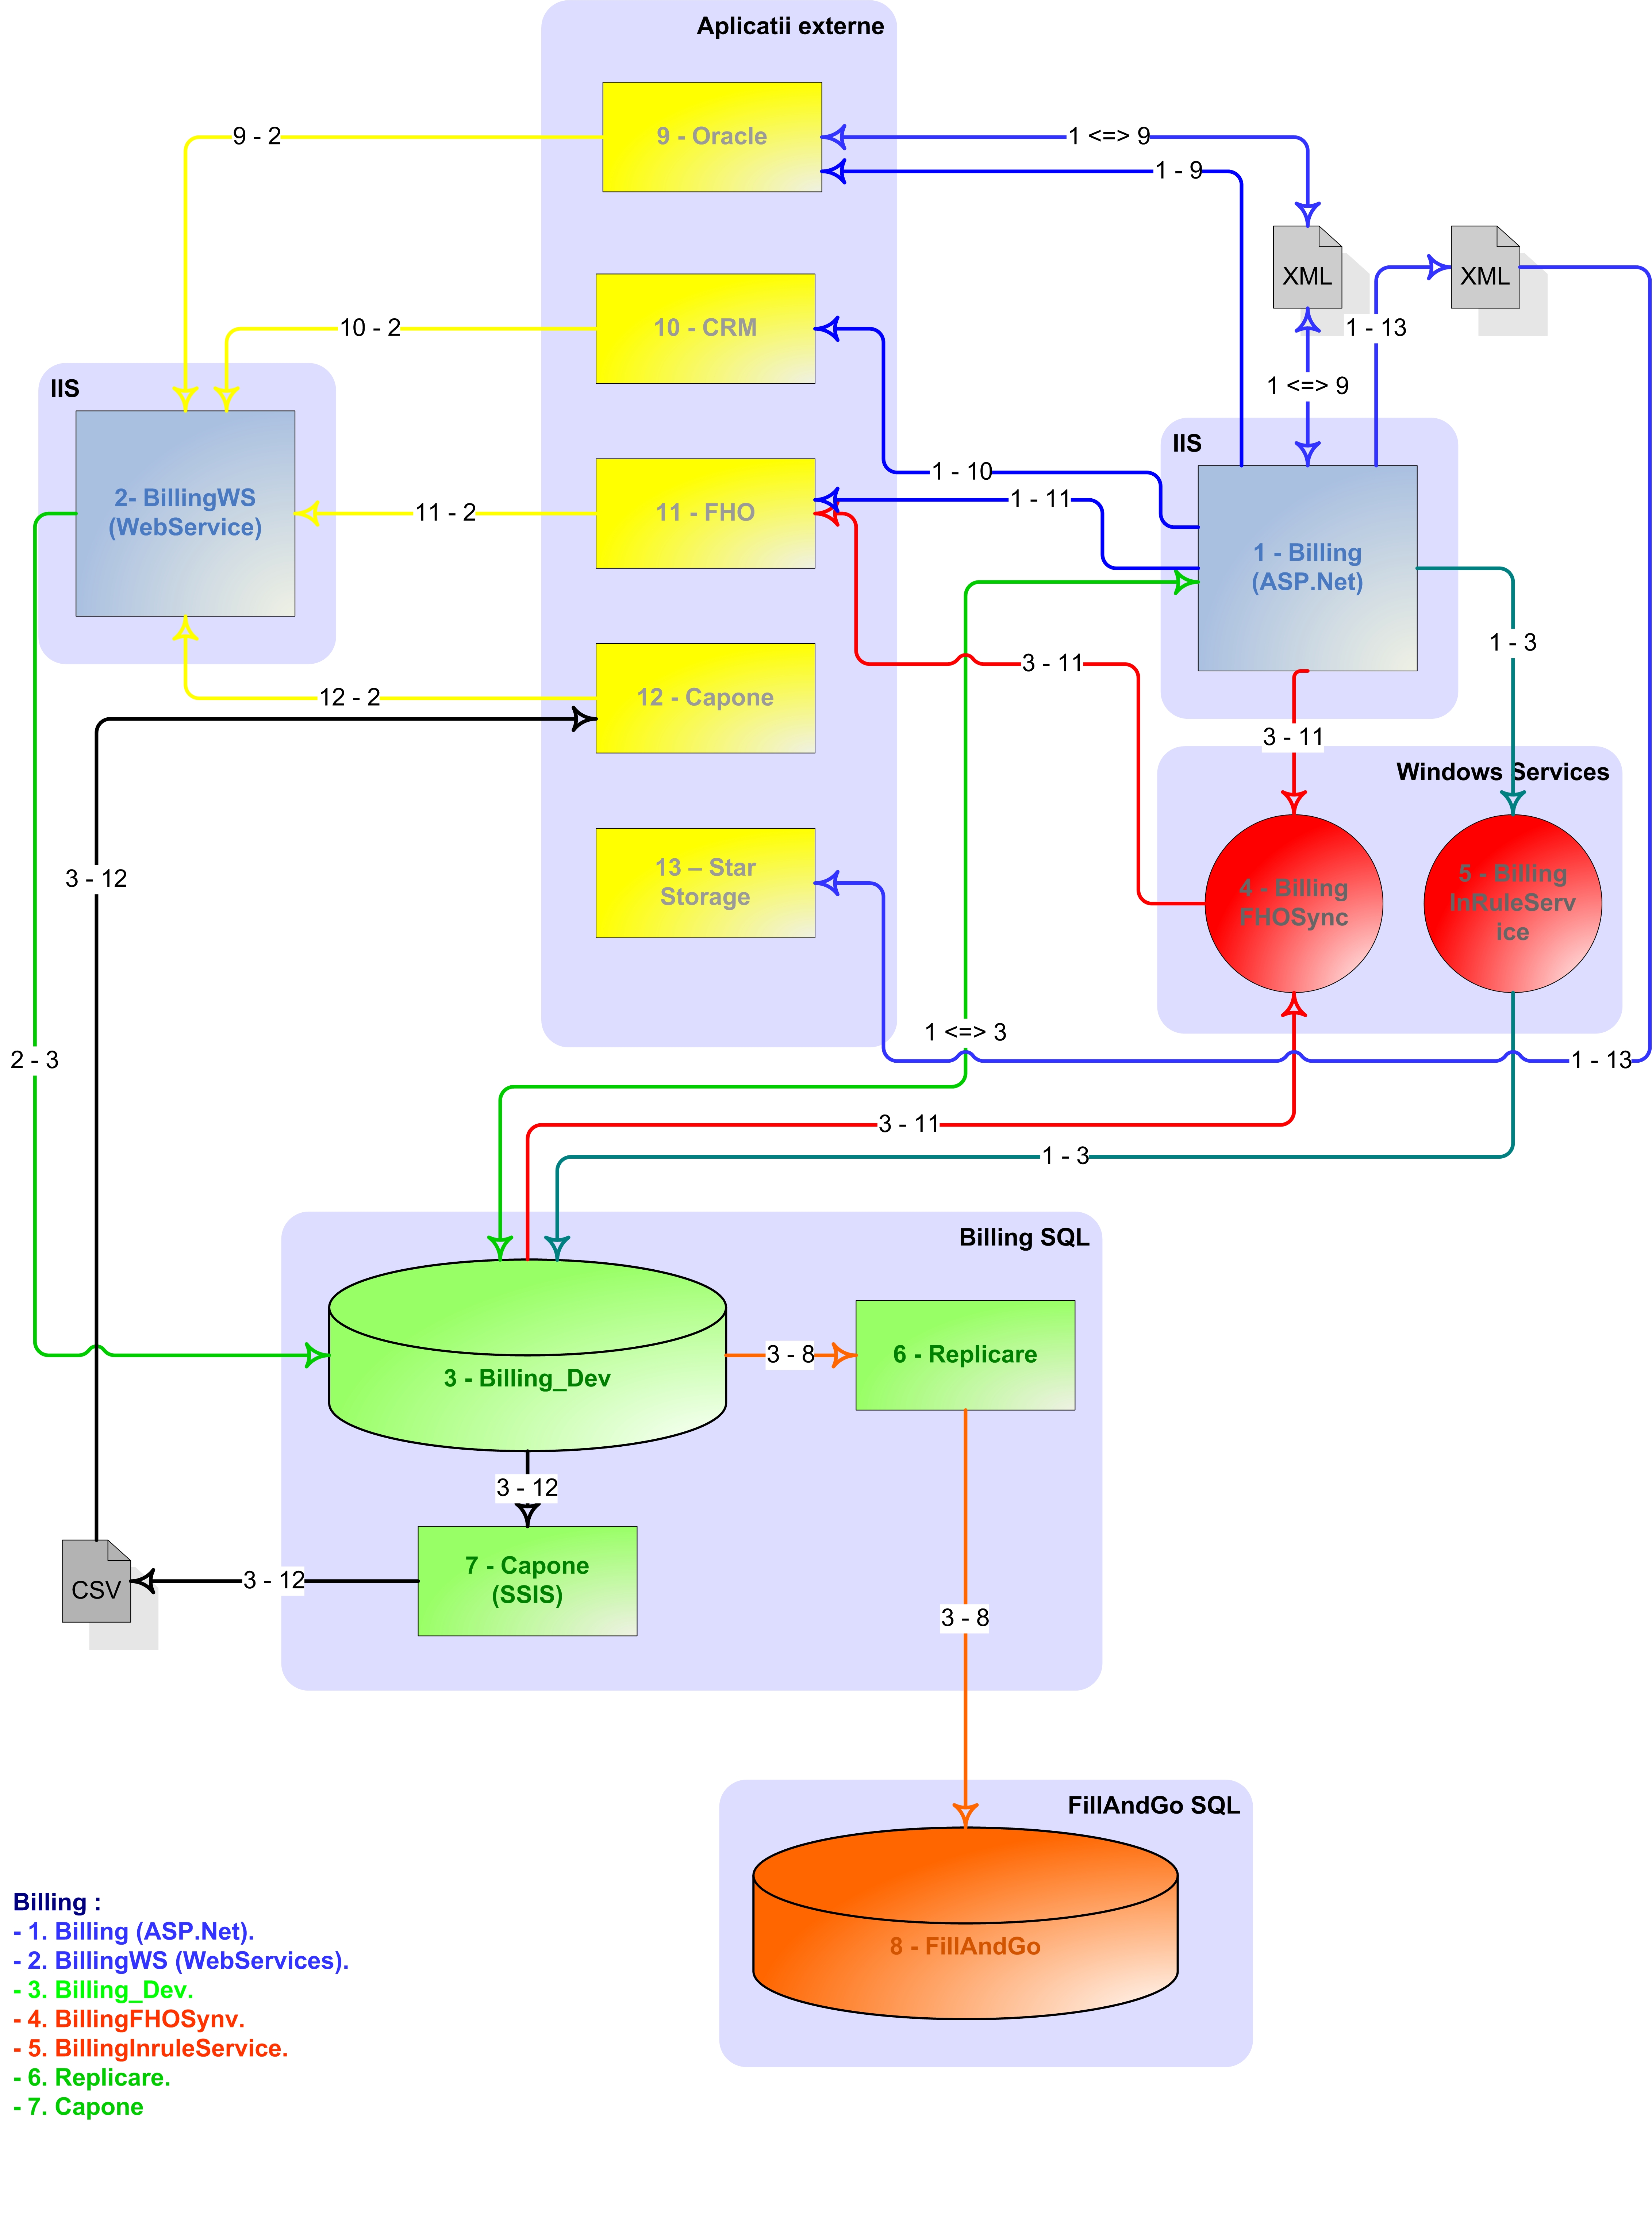 Aplicatii externe
9 - Oracle
9 - 2
1 <=> 9
1 - 9
XML
XML
10 - CRM
10 - 2
1 - 13
1 <=> 9
IIS
IIS
1 - 10
2- BillingWS
(WebService)
11 - 2
11 - FHO
1 - 11
1 - Billing
(ASP.Net)
1 - 3
3 - 11
12 - 2
12 - Capone
3 - 11
Windows Services
13 – Star
Storage
3 - 12
4 - Billing
FHOSync
5 - Billing
InRuleServ
ice
1 <=> 3
2 - 3
1 - 13
3 - 11
1 - 3
Billing SQL
3 - Billing_Dev
3 - 8
6 - Replicare
3 - 12
7 - Capone
(SSIS)
3 - 12
CSV
3 - 8
FillAndGo SQL
8 - FillAndGo
Billing :
- 1. Billing (ASP.Net).
- 2. BillingWS (WebServices).
- 3. Billing_Dev.
- 4. BillingFHOSynv.
- 5. BillingInruleService.
- 6. Replicare.
- 7. Capone